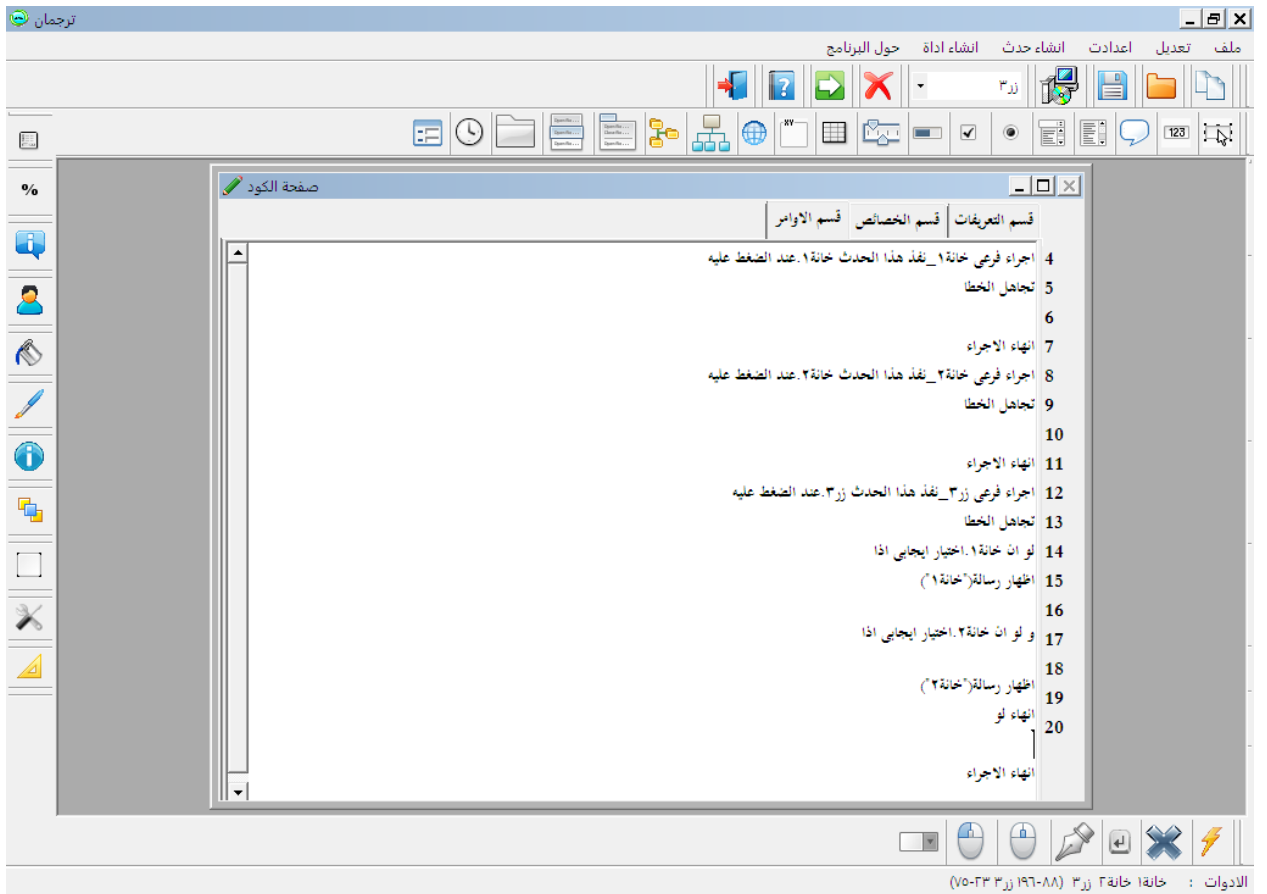 ترجمان
ملف تعديل اعدادت انشاء حدث انشاء اداة حول البرنامج
زر٣
صفحة الكود
قسم التعريفات قسم الخصائص قسم الاوامر
4 اجراء فرعي خانة١_نفذ هذا الحدث خانة١.عند الضغط عليه
5 تجاهل الخطا
6
7 انهاء الاجراء
8 اجراء فرعي خانة٢_نفذ هذا الحدث خانة٢.عند الضغط عليه
9 تجاهل الخطا
10
11 انهاء الاجراء
12 اجراء فرعي زر٣_نفذ هذا الحدث زر٣.عند الضغط عليه
13 تجاهل الخطا
14 لو ان خانة١.اختيار ايجابي اذا
15 اظهار رسالة("خانة١")
16
17 و لو ان خانة٢.اختيار ايجابي اذا
18
19 اظهار رسالة("خانة٢")
20 انهاء لو
انهاء الاجراء
الادوات : خانة١ خانة٢ زر٣ (٨٨-١٩٦ زر٣ ٢٣-٧٥)
123
XY
%